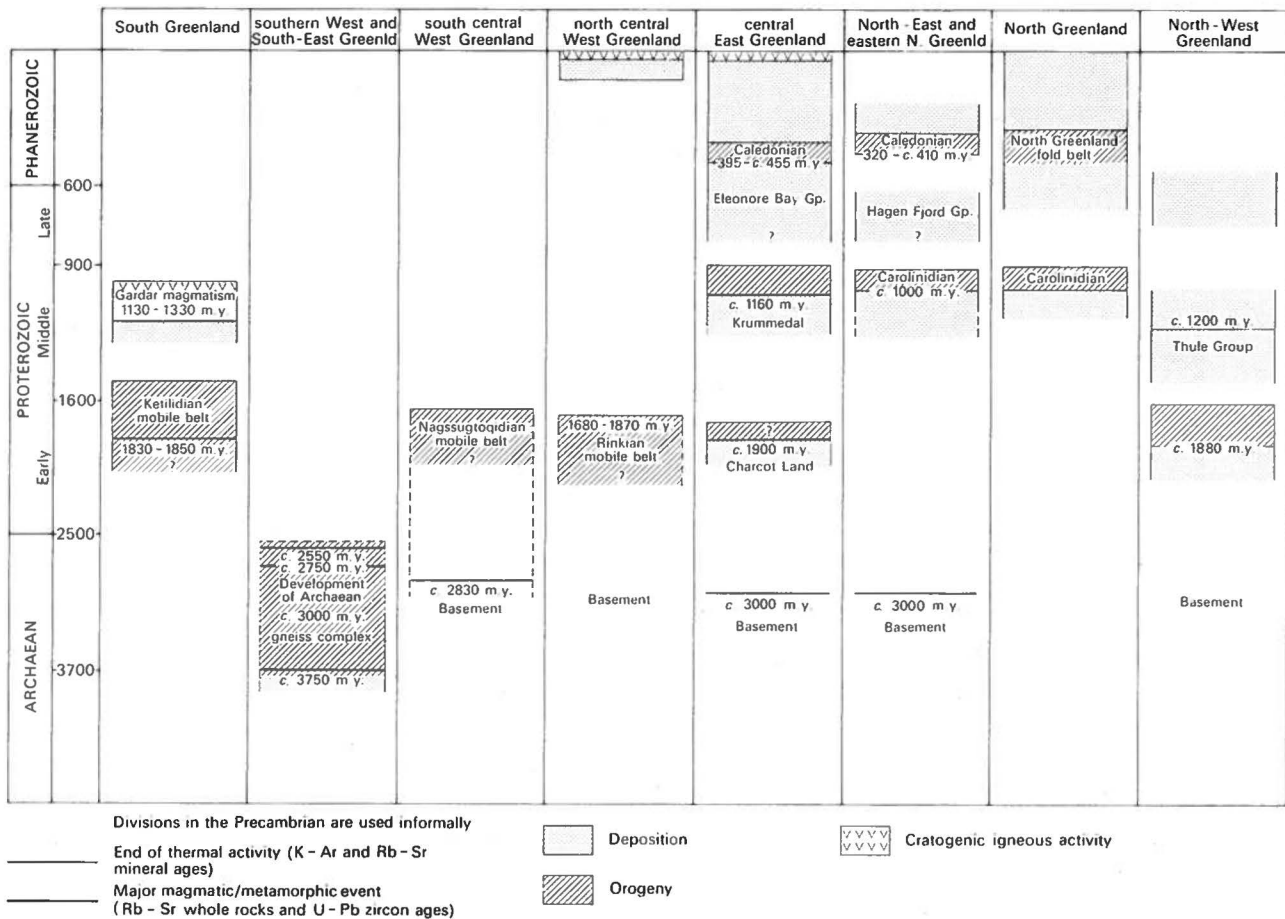 South Greenland
southern West and
South-East Greenld
south central
West Greenland
north central
West Greenland
central
East Greenland
North-East and
eastern N. Greenld
North Greenland
North-West
Greenland
PHANEROZOIC
600
Late
900
PROTEROZOIC
Middle
1600
Early
2500
ARCHAEAN
3700
Gardar magmatism
1130-1330 m.y.
Ketilidian
mobile belt
1830-1850 m.y.
?
c. 2550 m.y.
c. 2750 m.y.
Development
of Archaean
c. 3000 m.y.
gneiss complex
c. 3750 m.y.
Nagssugtoqidian
mobile belt
?
c. 2830 m.y.
Basement
1680-1870 m.y.
Rinkian
mobile belt
?
Basement
Caledonian
395-c. 455 m.y
Eleonore Bay Gp.
?
c. 1160 m.y.
Krummedal
?
c. 1900 m.y.
Charcot Land
c. 3000 m y
Basement
Caledonian
320-c. 410 m.y
Hagen Fjord Gp.
?
Carolinidian
c. 1000 m.y.
c. 3000 m y.
Basement
North Greenland
fold belt
Carolinidian
c. 1200 m.y.
Thule Group
c. 1880 m.y
Basement
Divisions in the Precambrian are used informally
End of thermal activity (K-Ar and Rb-Sr
mineral ages)
Major magmatic/metamorphic event
(Rb-Sr whole rocks and U-Pb zircon ages)
Deposition
Orogeny
Cratogenic igneous activity